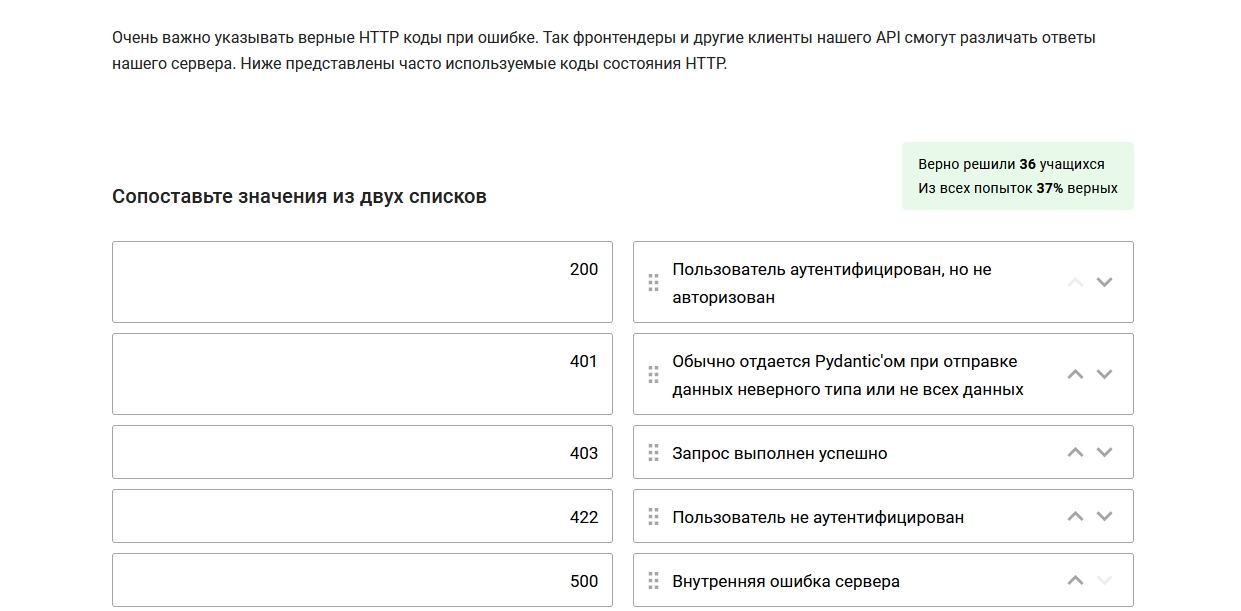 Очень важно указывать верные HTTP коды при ошибке. Так фронтендеры и другие клиенты нашего API смогут различать ответы
нашего сервера. Ниже представлены часто используемые коды состояния HTTP.
Верно решили 36 учащихся
Из всех попыток 37% верных
Сопоставьте значения из двух списков
200
Пользователь аутентифицирован, но не
авторизован
401
Обычно отдается Pydantic'ом при отправке
данных неверного типа или не всех данных
403
Запрос выполнен успешно
422
Пользователь не аутентифицирован
500
Внутренняя ошибка сервера